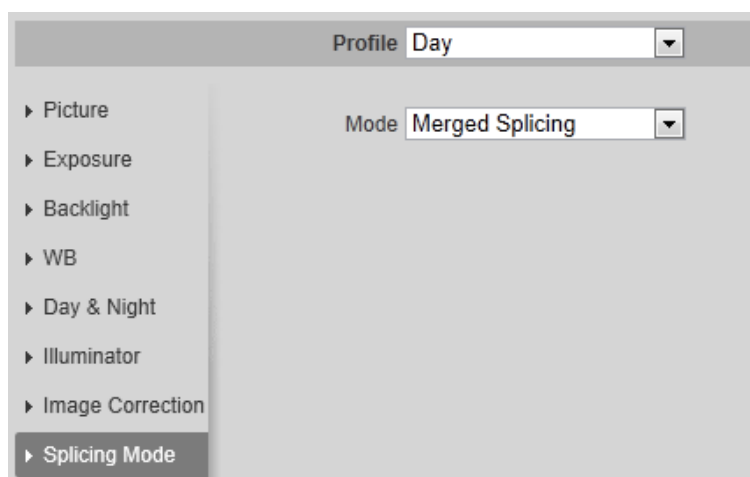 Profile Day
Picture
Mode Merged Splicing
Exposure
Backlight
WB
Day & Night
Illuminator
Image Correction
Splicing Mode